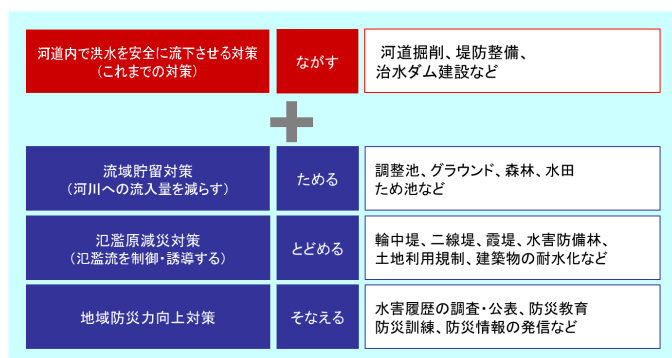 河道内で洪水を安全に流下させる対策
(これまでの対策)
ながす
河道掘削、堤防整備、
治水ダム建設など
流域貯留対策
(河川への流入量を減らす)
ためる
調整池、グラウンド、森林、水田
ため池など
氾濫原減災対策
(氾濫流を制御・誘導する)
とどめる
輪中堤、二線堤、霞堤、水害防備林、
土地利用規制、建築物の耐水化など
地域防災力向上対策
そなえる
水害履歴の調査・公表、防災教育
防災訓練、防災情報の発信など